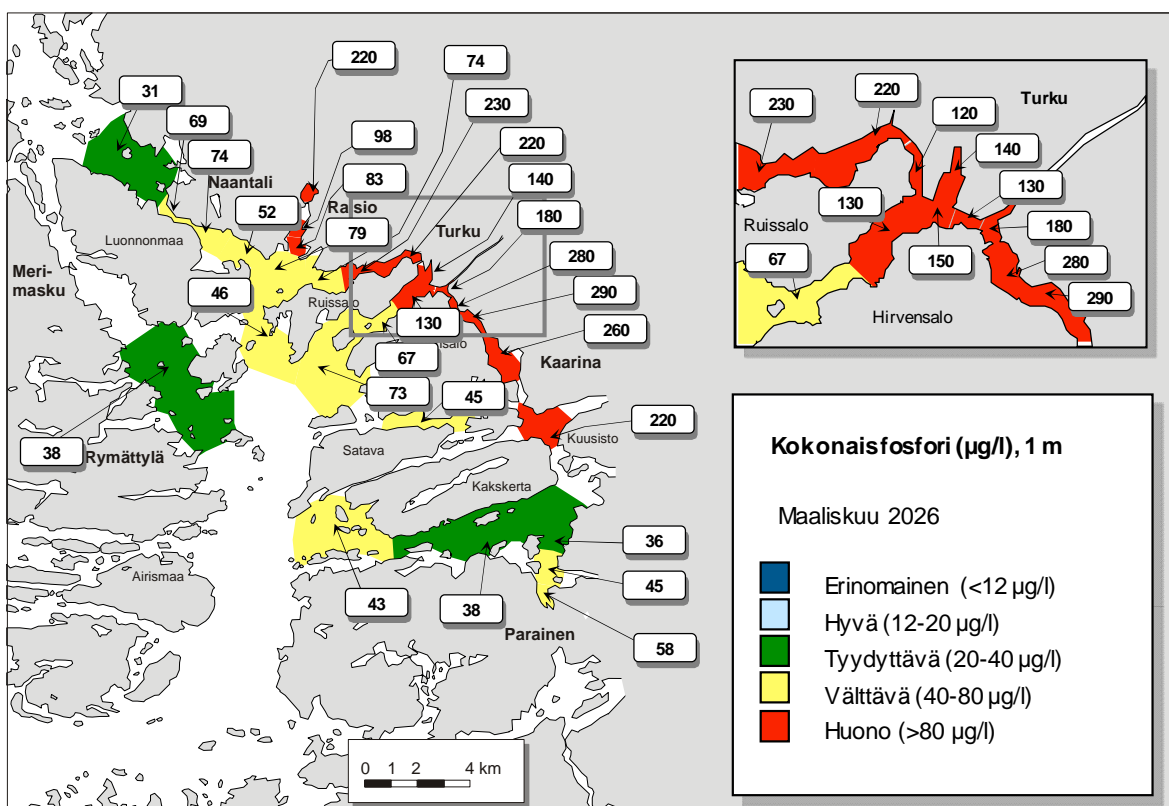 220
74
31
230
69
98
220
74
Naantali
83
140
52
Raisio
180
Luonnonmaa
79
Turku
280
Meri-
masku
46
Ruissalo
290
130
salo
260
67
Kaarina
73
45
38
Rymättylä
Satava
Kuusisto
220
Kakskerta
36
Airismaa
43
38
45
Parainen
58
0 1 2 4 km
230
220
120
Turku
140
130
130
Ruissalo
180
67
150
280
290
Hirvensalo
Kokonaisfosfori (µg/l), 1 m
Maaliskuu 2026
Erinomainen (<12 µg/l)
Hyvä (12-20 µg/l)
Tyydyttävä (20-40 µg/l)
Välttävä (40-80 µg/l)
Huono (>80 µg/l)